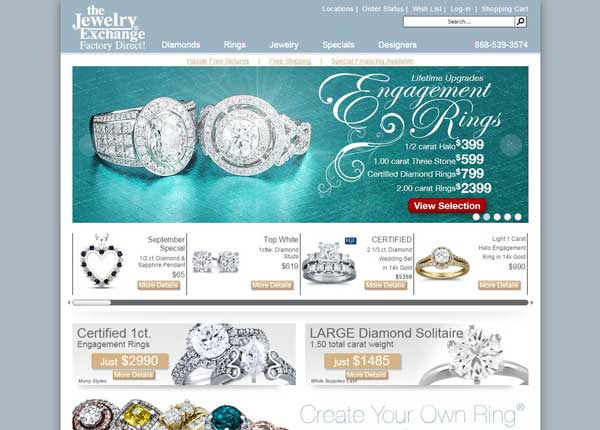 Locations | Order Status | Wish List | Log-in | Shopping Cart
the
Jewelry
Exchange
Factory Direct!
Search...
Diamonds Rings Jewelry Specials Designers 888-539-3574
Hassle Free Returns | Free Shipping | Special Financing Available
Lifetime Upgrades
Engagement
Rings
1/2 carat Halo $399
1.00 carat Three Stone $599
Certified Diamond Rings $799
2.00 carat Rings $2399
View Selection
September
Special
1/2 ct. Diamond &
Sapphire Pendant
$65
More Details
Top White
1cttw. Diamond
Studs
$619
More Details
EGL
CERTIFIED
2 1/3 ct. Diamond
Wedding Set
in 14k Gold
$5359
More Details
Light 1 Carat
Halo Engagement
Ring in 14k Gold
$990
More Details
Certified 1ct.
Engagement Rings
Just $2990
More Details
Many Styles
LARGE Diamond Solitaire
1.50 total carat weight
just $1485
More Details
While Supplies Last
Create Your Own Ring®